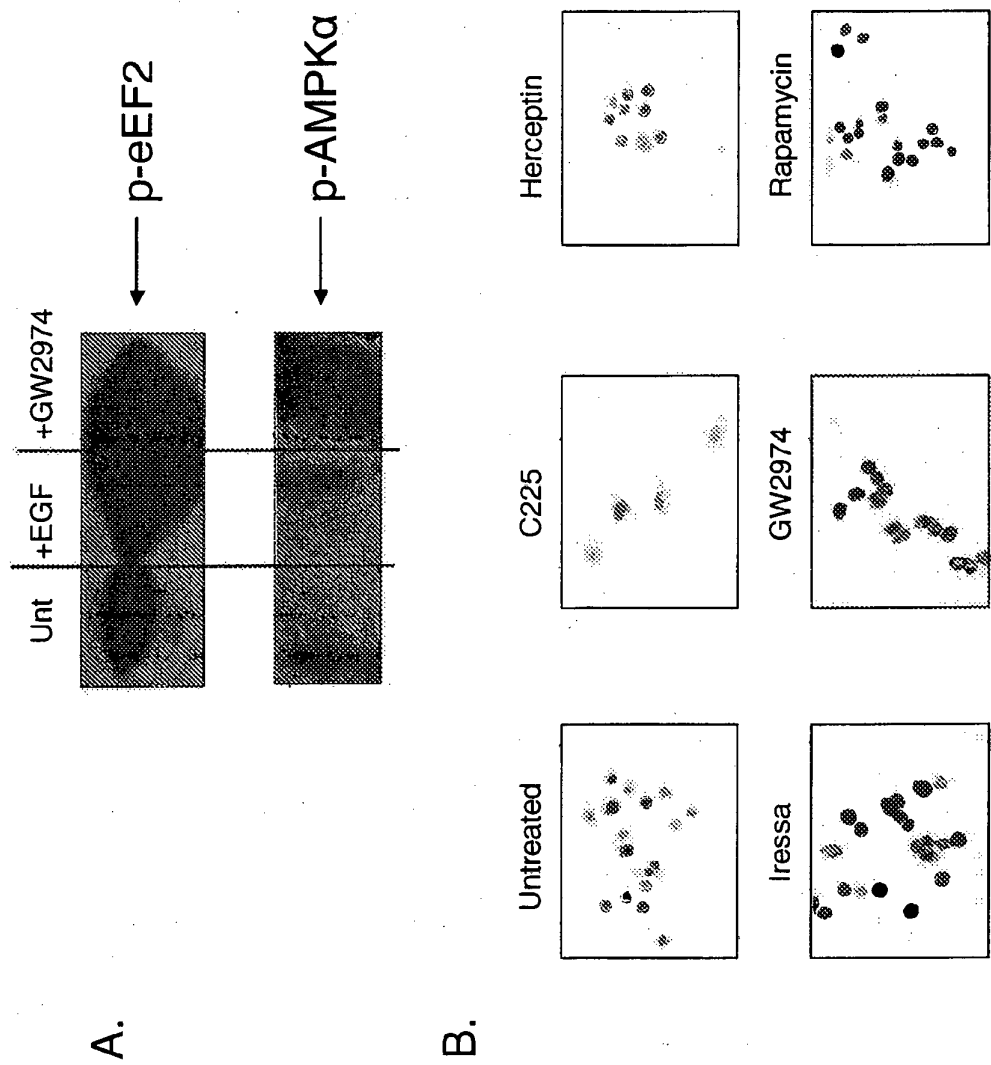 A.
Unt +EGF +GW2974
p-eEF2
p-AMPKα
B.
Untreated C225 Herceptin
Iressa GW2974 Rapamycin